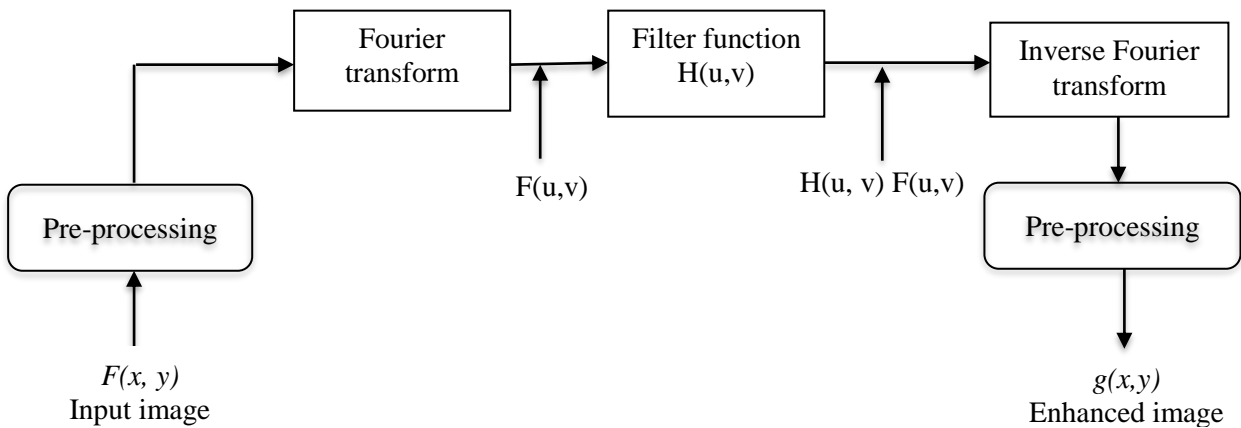 Fourier
transform
Filter function
H(u,v)
Inverse Fourier
transform
F(u,v)
H(u, v) F(u,v)
Pre-processing
Pre-processing
F(x, y)
Input image
g(x,y)
Enhanced image